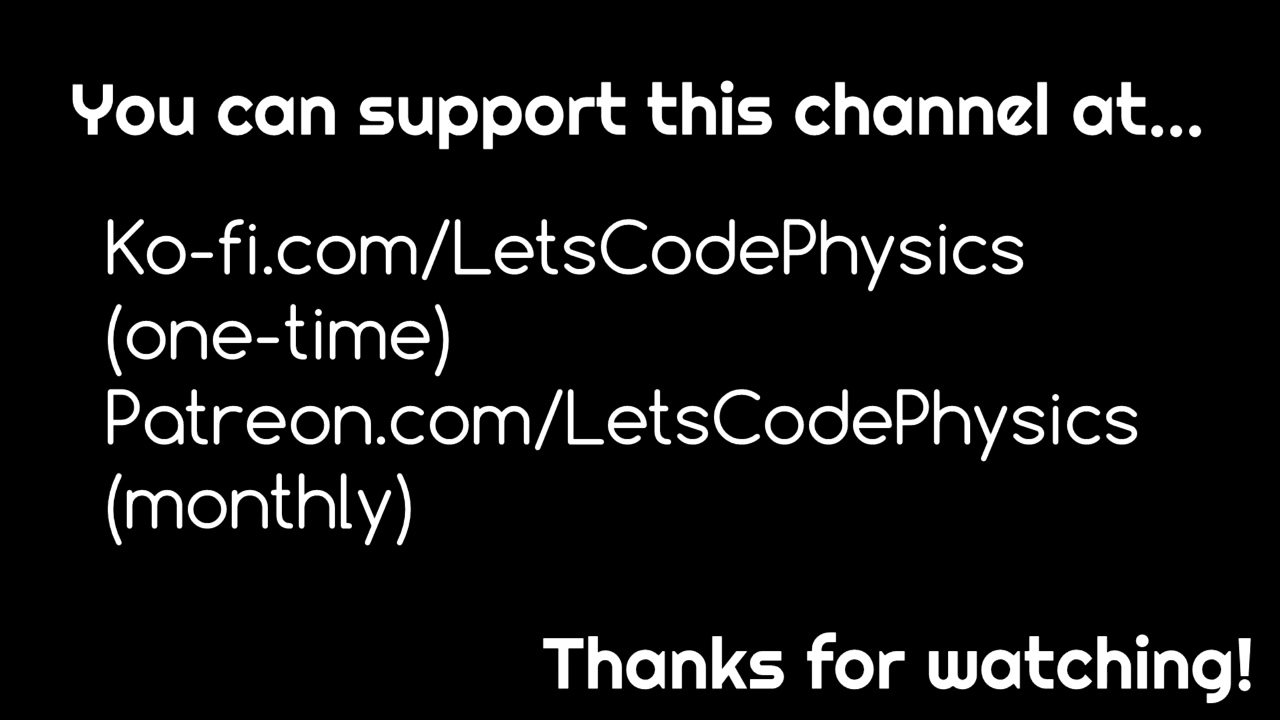 You can support this channel at...
Ko-fi.com/LetsCodePhysics
(one-time)
Patreon.com/LetsCodePhysics
(monthly)
Thanks for watching!